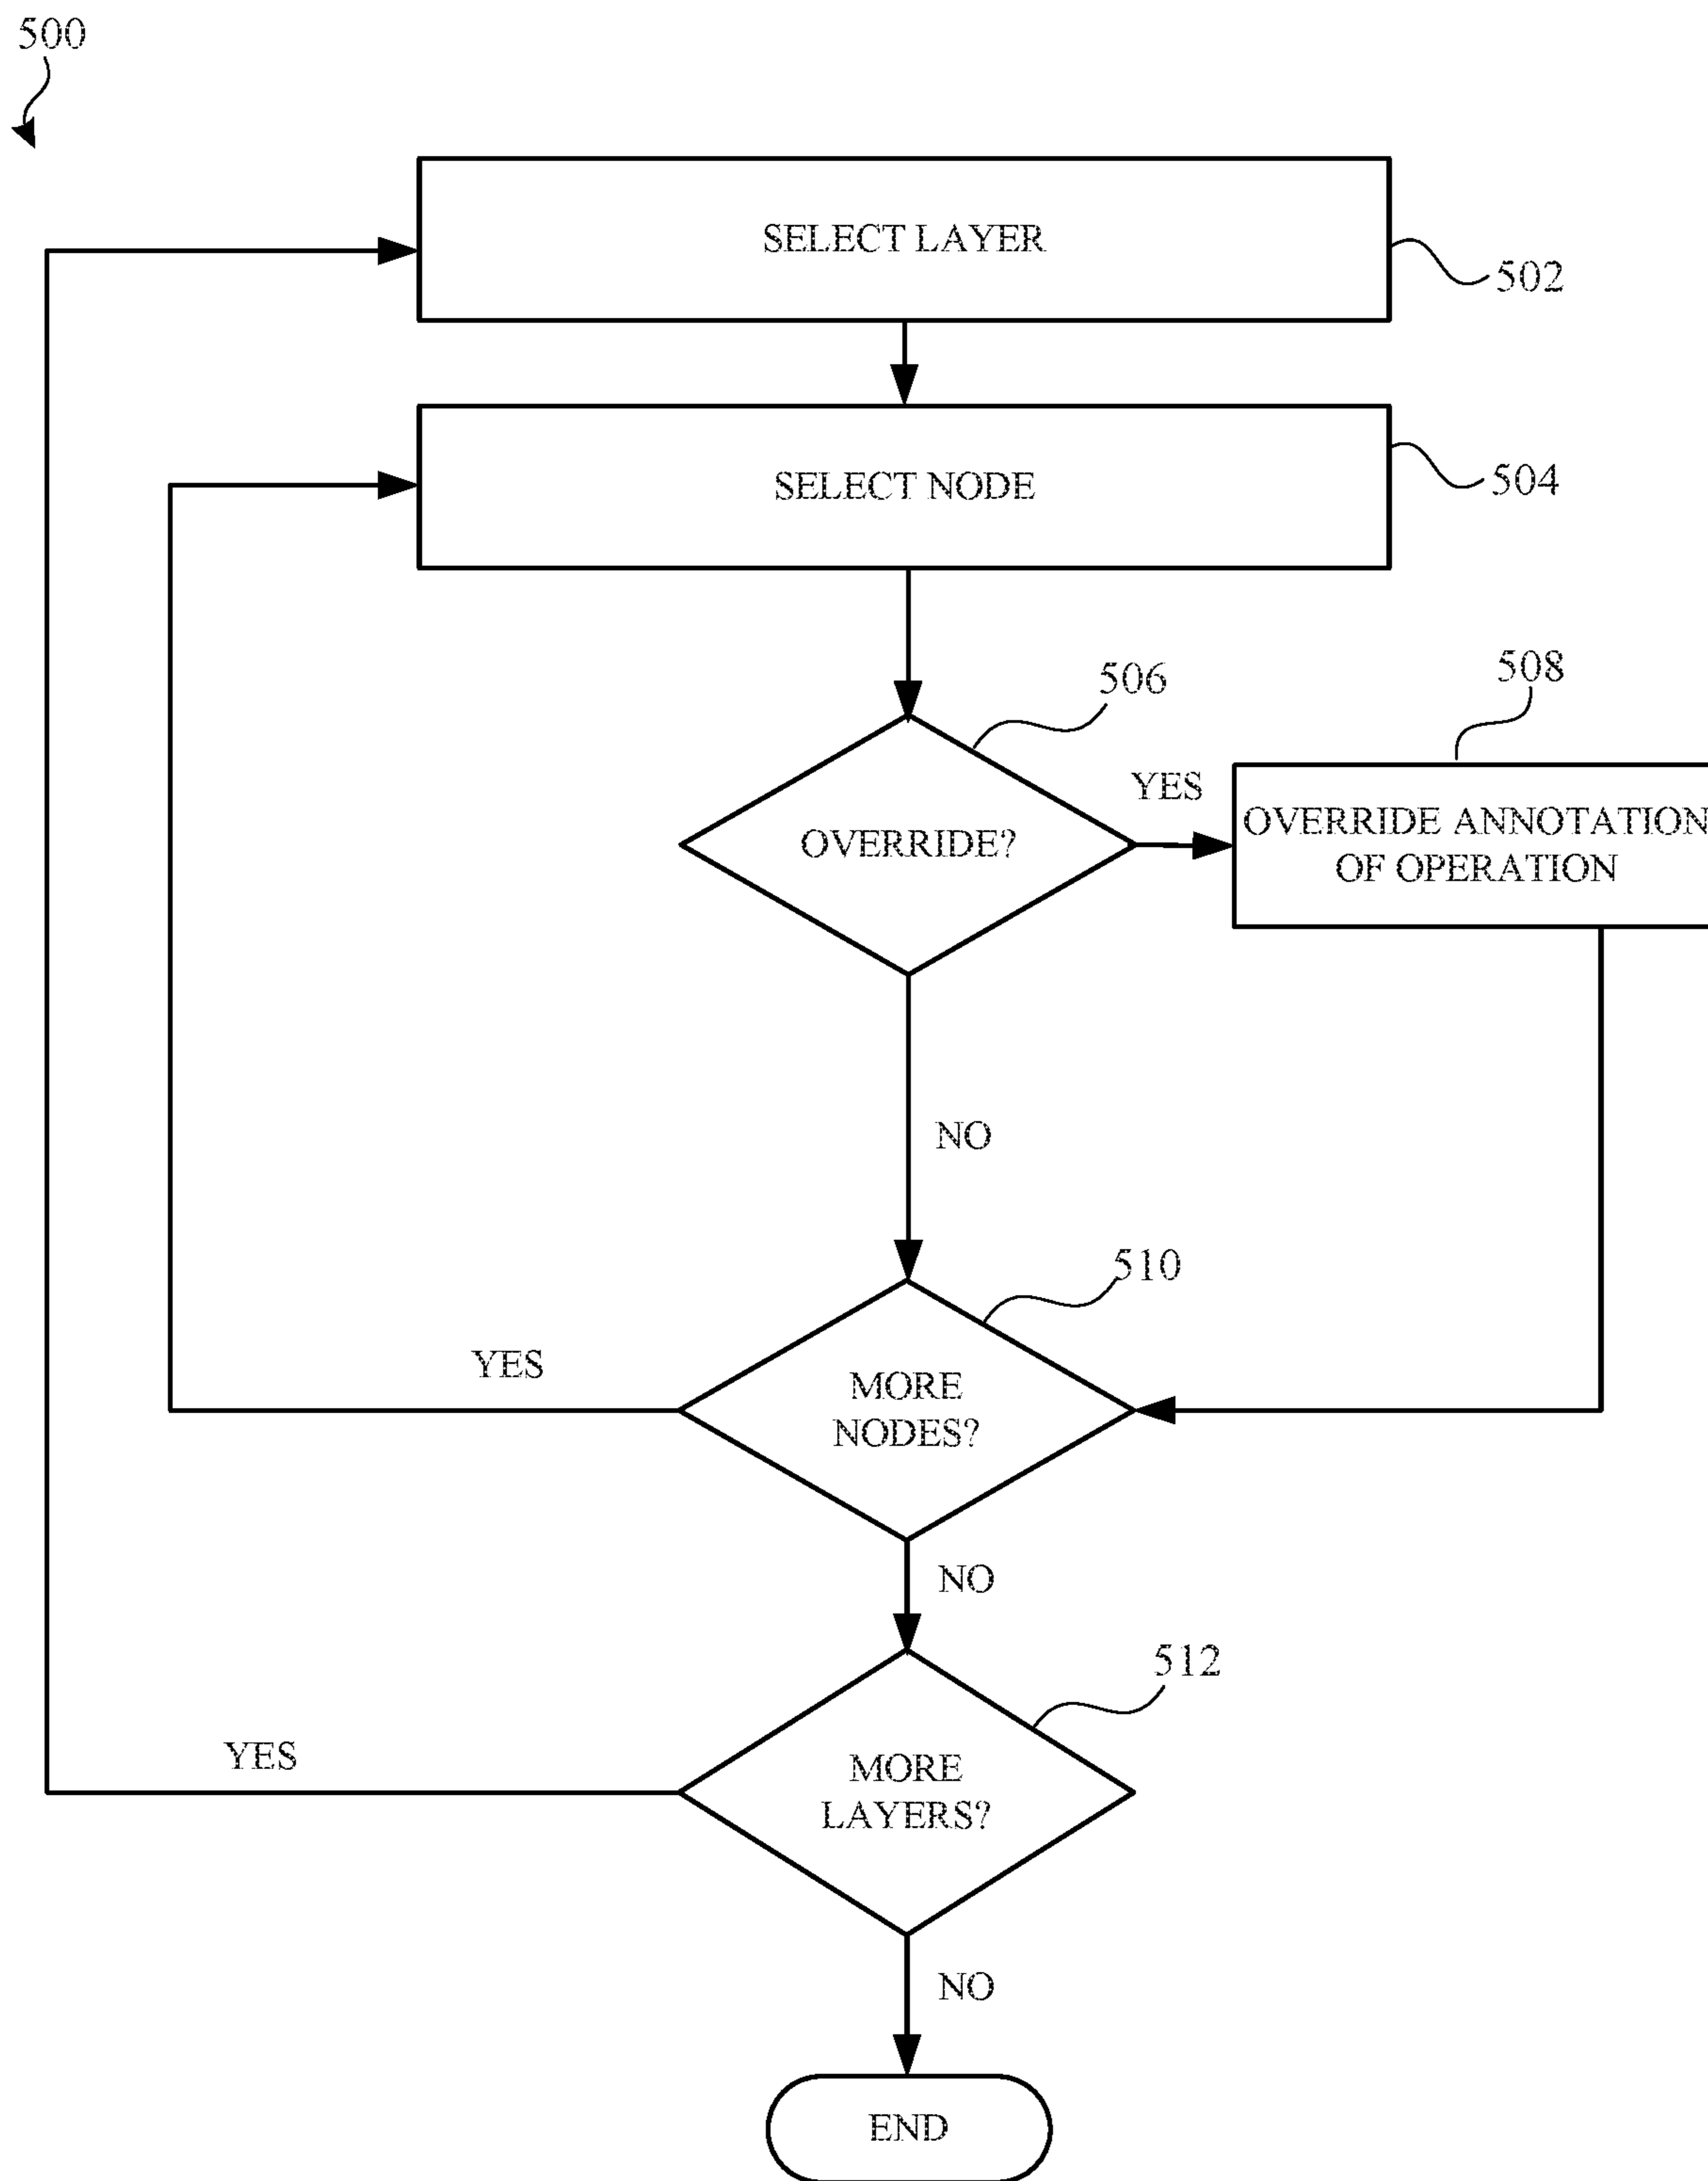 500
SELECT LAYER
502
SELECT NODE
504
506
508
YES
OVERRIDE?
OVERRIDE ANNOTATION
OF OPERATION
NO
510
YES
MORE
NODES?
NO
512
YES
MORE
LAYERS?
NO
END